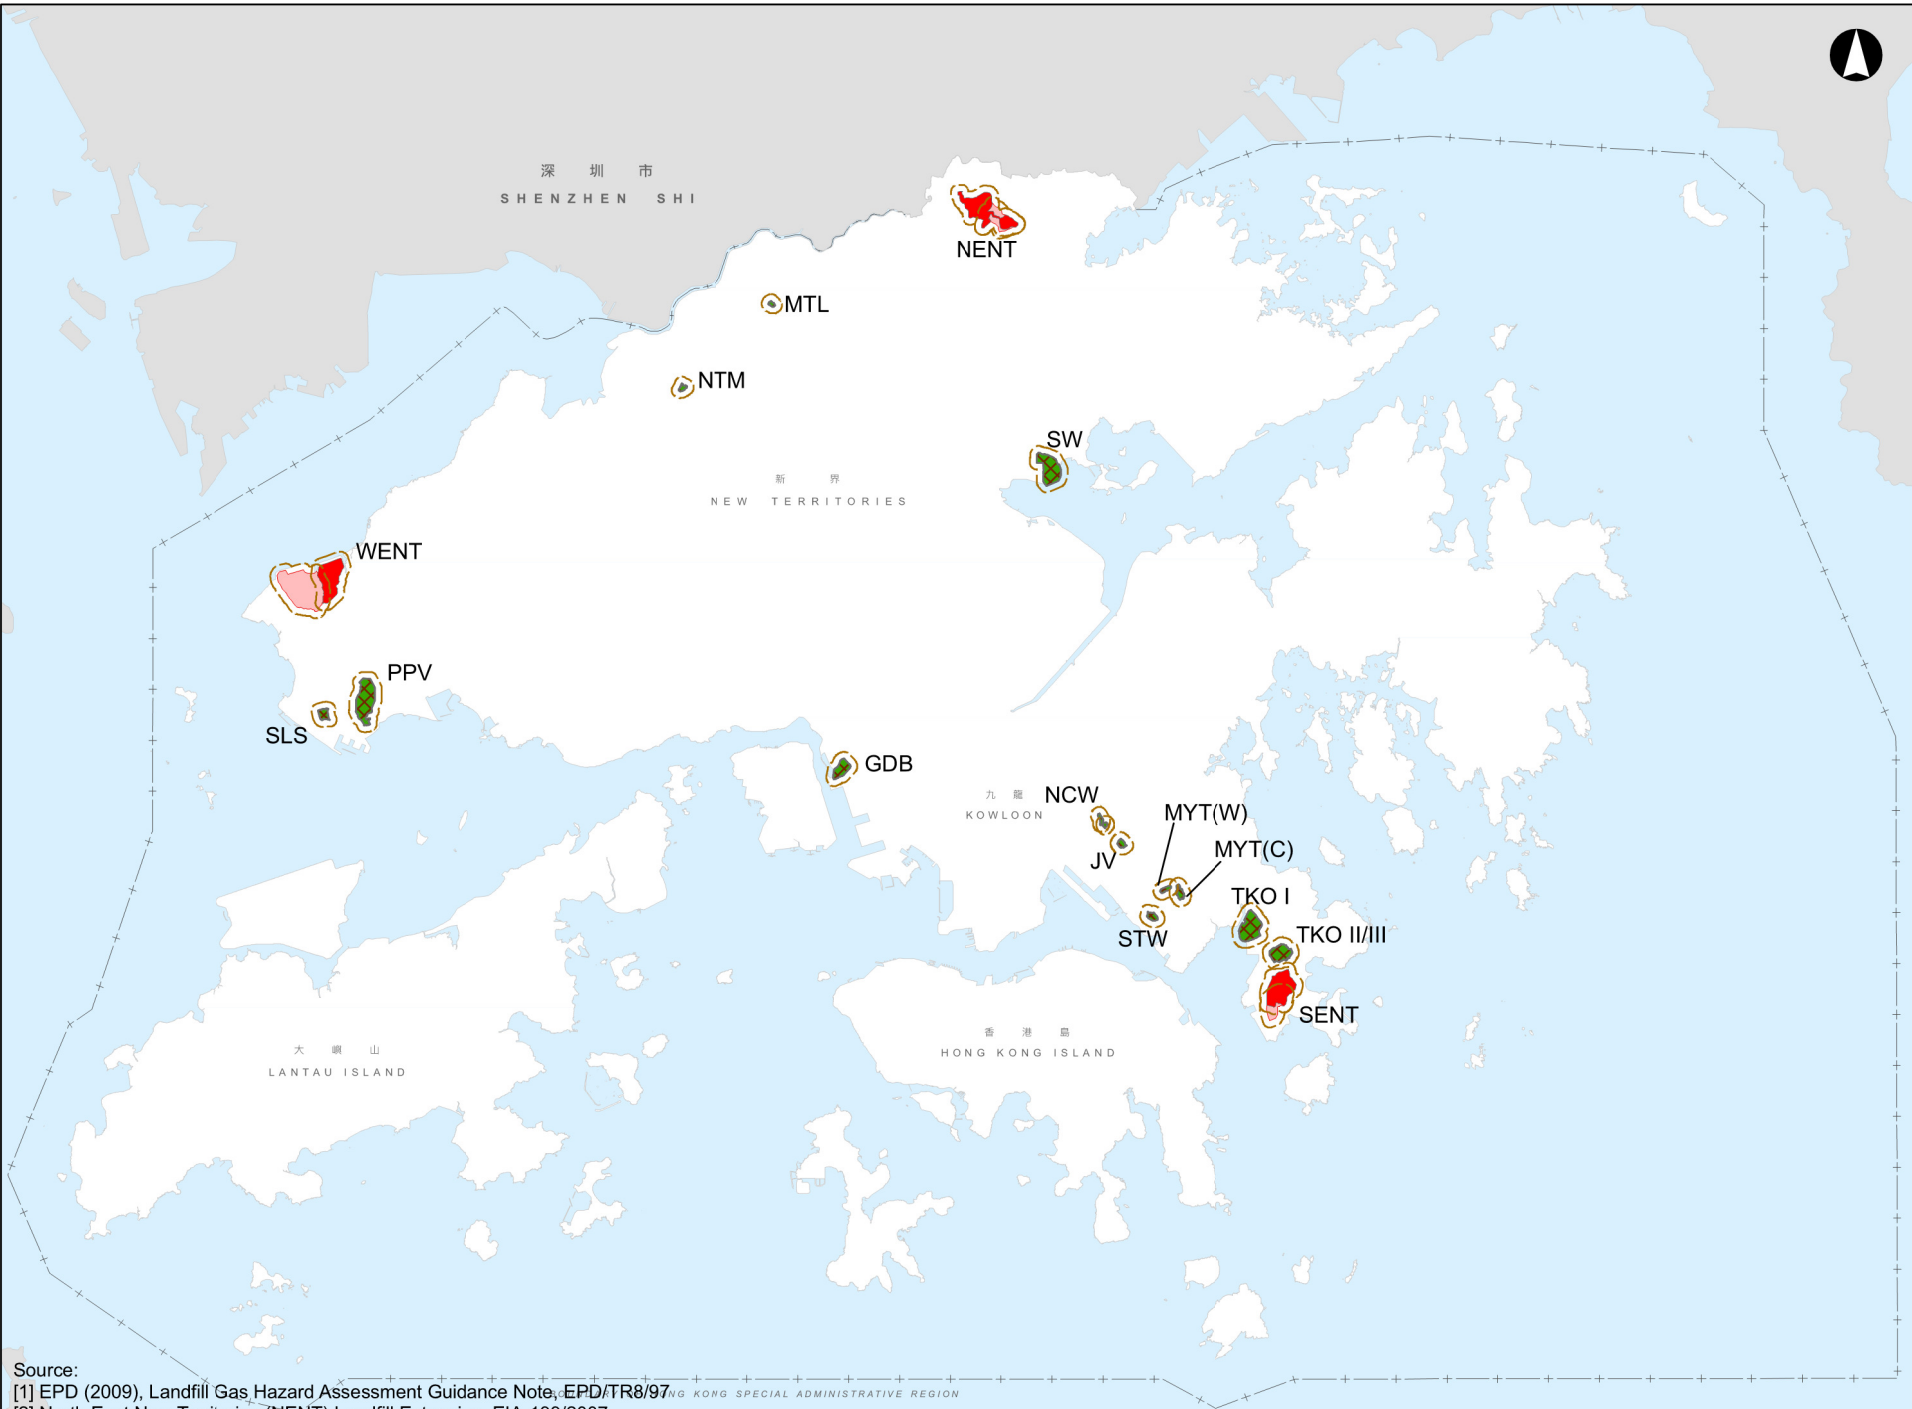 深 圳 市
SHENZHEN SHI
NENT
MTL
NTM
SW
新 界
NEW TERRITORIES
WENT
PPV
SLS
GDB
九 龍
KOWLOON
NCW
MYT(W)
JV
MYT(C)
TKO I
STW
TKO II/III
SENT
香 港 島
HONG KONG ISLAND
大 嶼 山
LANTAU ISLAND
Source:
[1] EPD (2009), Landfill Gas Hazard Assessment Guidance Note, EPD/TR8/97
KONG SPECIAL ADMINISTRATIVE REGION